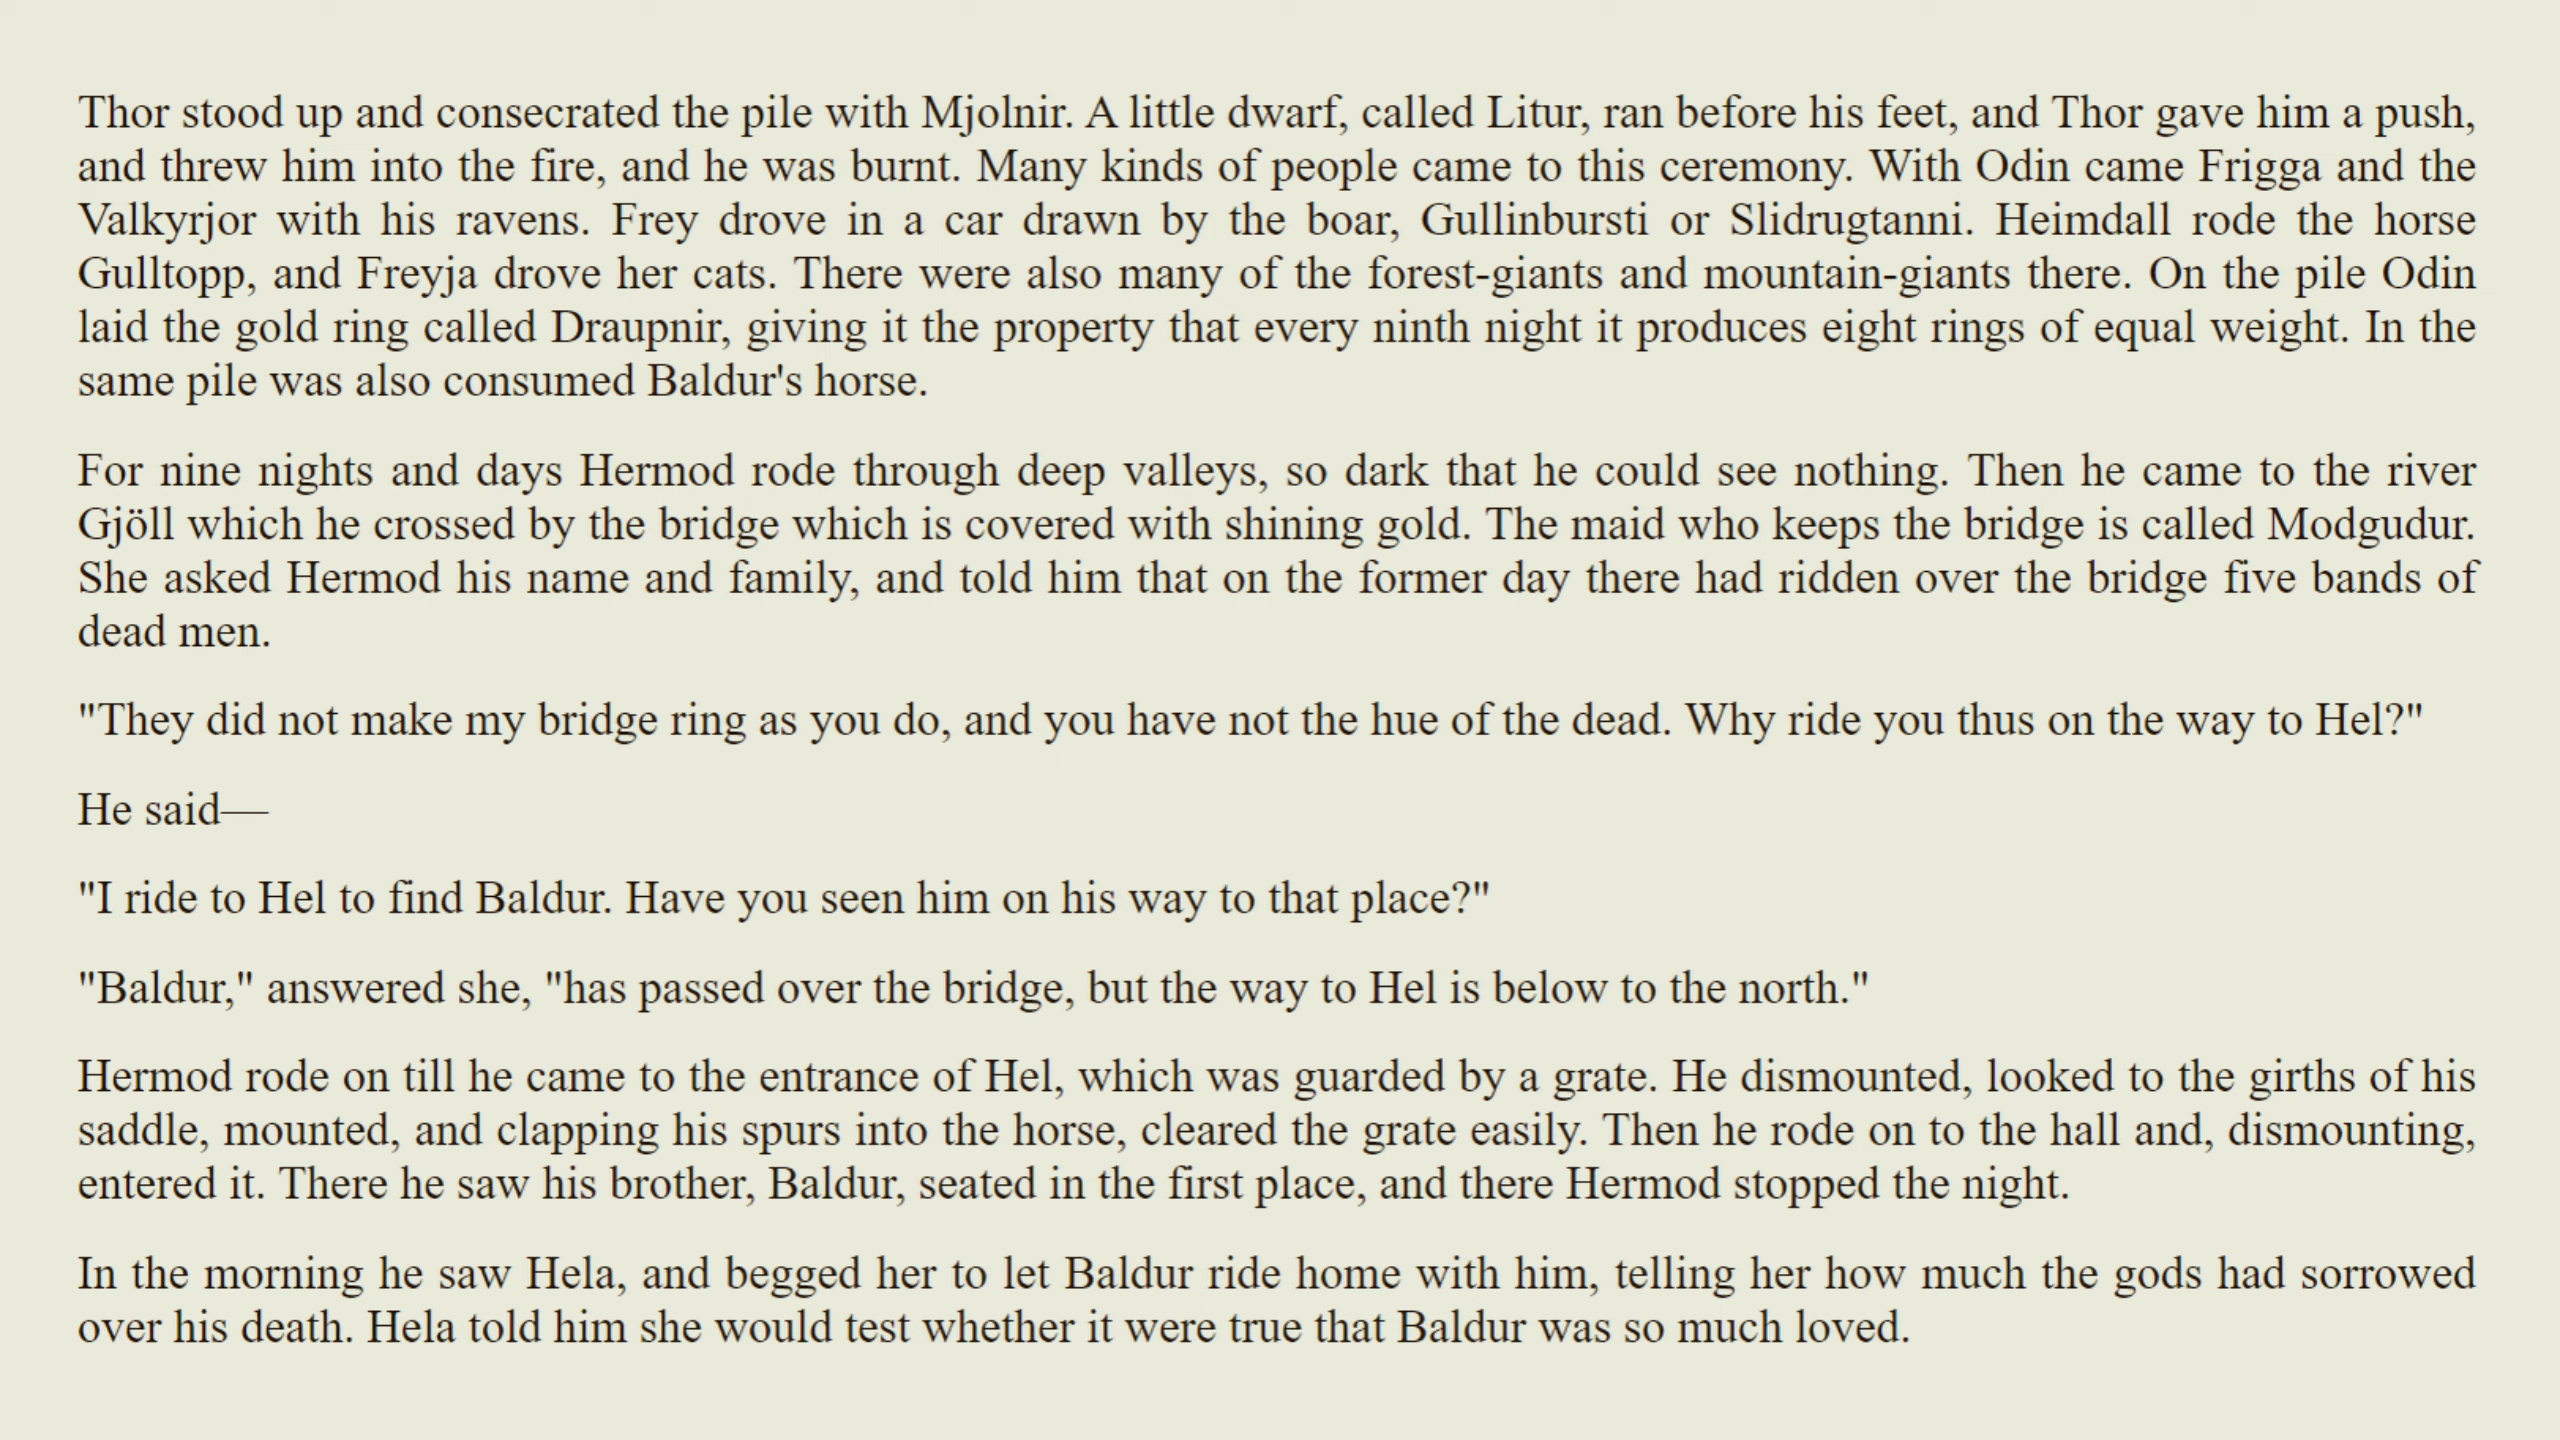 Thor stood up and consecrated the pile with Mjolnir. A little dwarf, called Litur, ran before his feet, and Thor gave him a push,
and threw him into the fire, and he was burnt. Many kinds of people came to this ceremony. With Odin came Frigga and the
Valkyrjor with his ravens. Frey drove in a car drawn by the boar, Gullinbursti or Slidrugtanni. Heimdall rode the horse
Gulltopp, and Freyja drove her cats. There were also many of the forest-giants and mountain-giants there. On the pile Odin
laid the gold ring called Draupnir, giving it the property that every ninth night it produces eight rings of equal weight. In the
same pile was also consumed Baldur's horse.
For nine nights and days Hermod rode through deep valleys, so dark that he could see nothing. Then he came to the river
Gjöll which he crossed by the bridge which is covered with shining gold. The maid who keeps the bridge is called Modgudur.
She asked Hermod his name and family, and told him that on the former day there had ridden over the bridge five bands of
dead men.
"They did not make my bridge ring as you do, and you have not the hue of the dead. Why ride you thus on the way to Hel?"
He said—
"I ride to Hel to find Baldur. Have you seen him on his way to that place?"
"Baldur," answered she, "has passed over the bridge, but the way to Hel is below to the north."
Hermod rode on till he came to the entrance of Hel, which was guarded by a grate. He dismounted, looked to the girths of his
saddle, mounted, and clapping his spurs into the horse, cleared the grate easily. Then he rode on to the hall and, dismounting,
entered it. There he saw his brother, Baldur, seated in the first place, and there Hermod stopped the night.
In the morning he saw Hela, and begged her to let Baldur ride home with him, telling her how much the gods had sorrowed
over his death. Hela told him she would test whether it were true that Baldur was so much loved.